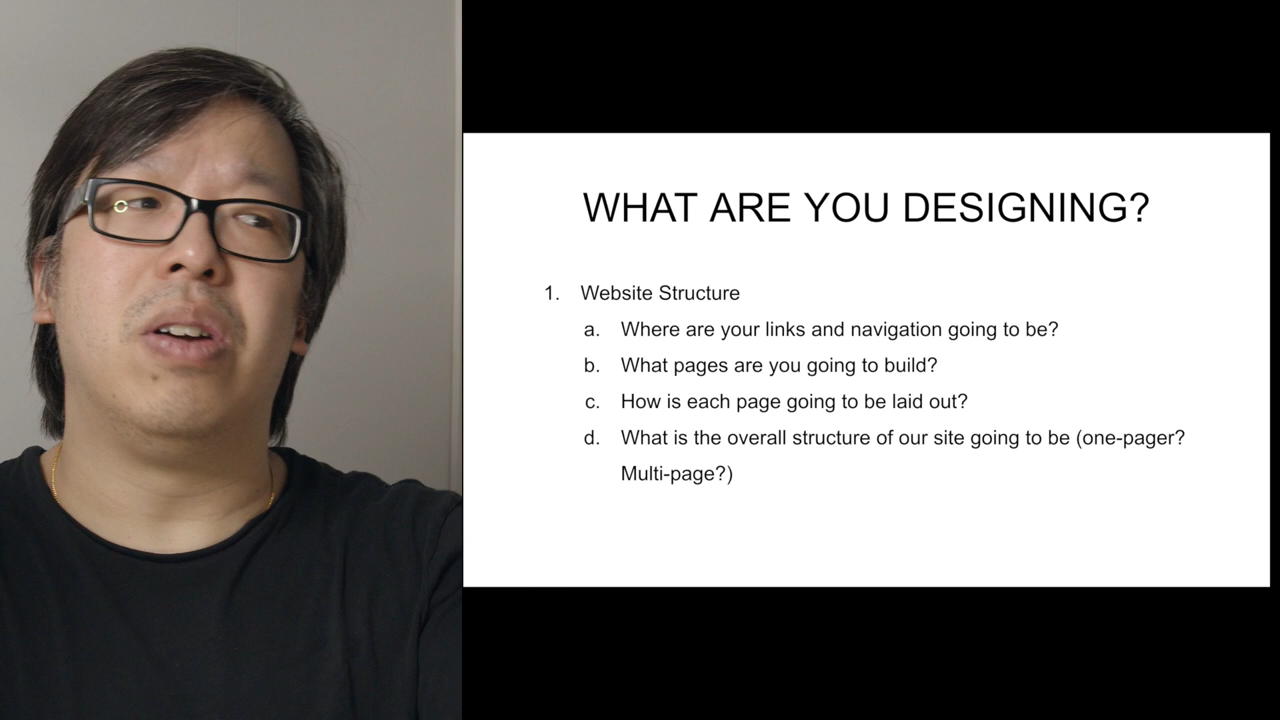 WHAT ARE YOU DESIGNING?
1. Website Structure
a. Where are your links and navigation going to be?
b. What pages are you going to build?
c. How is each page going to be laid out?
d. What is the overall structure of our site going to be (one-pager?
Multi-page?)